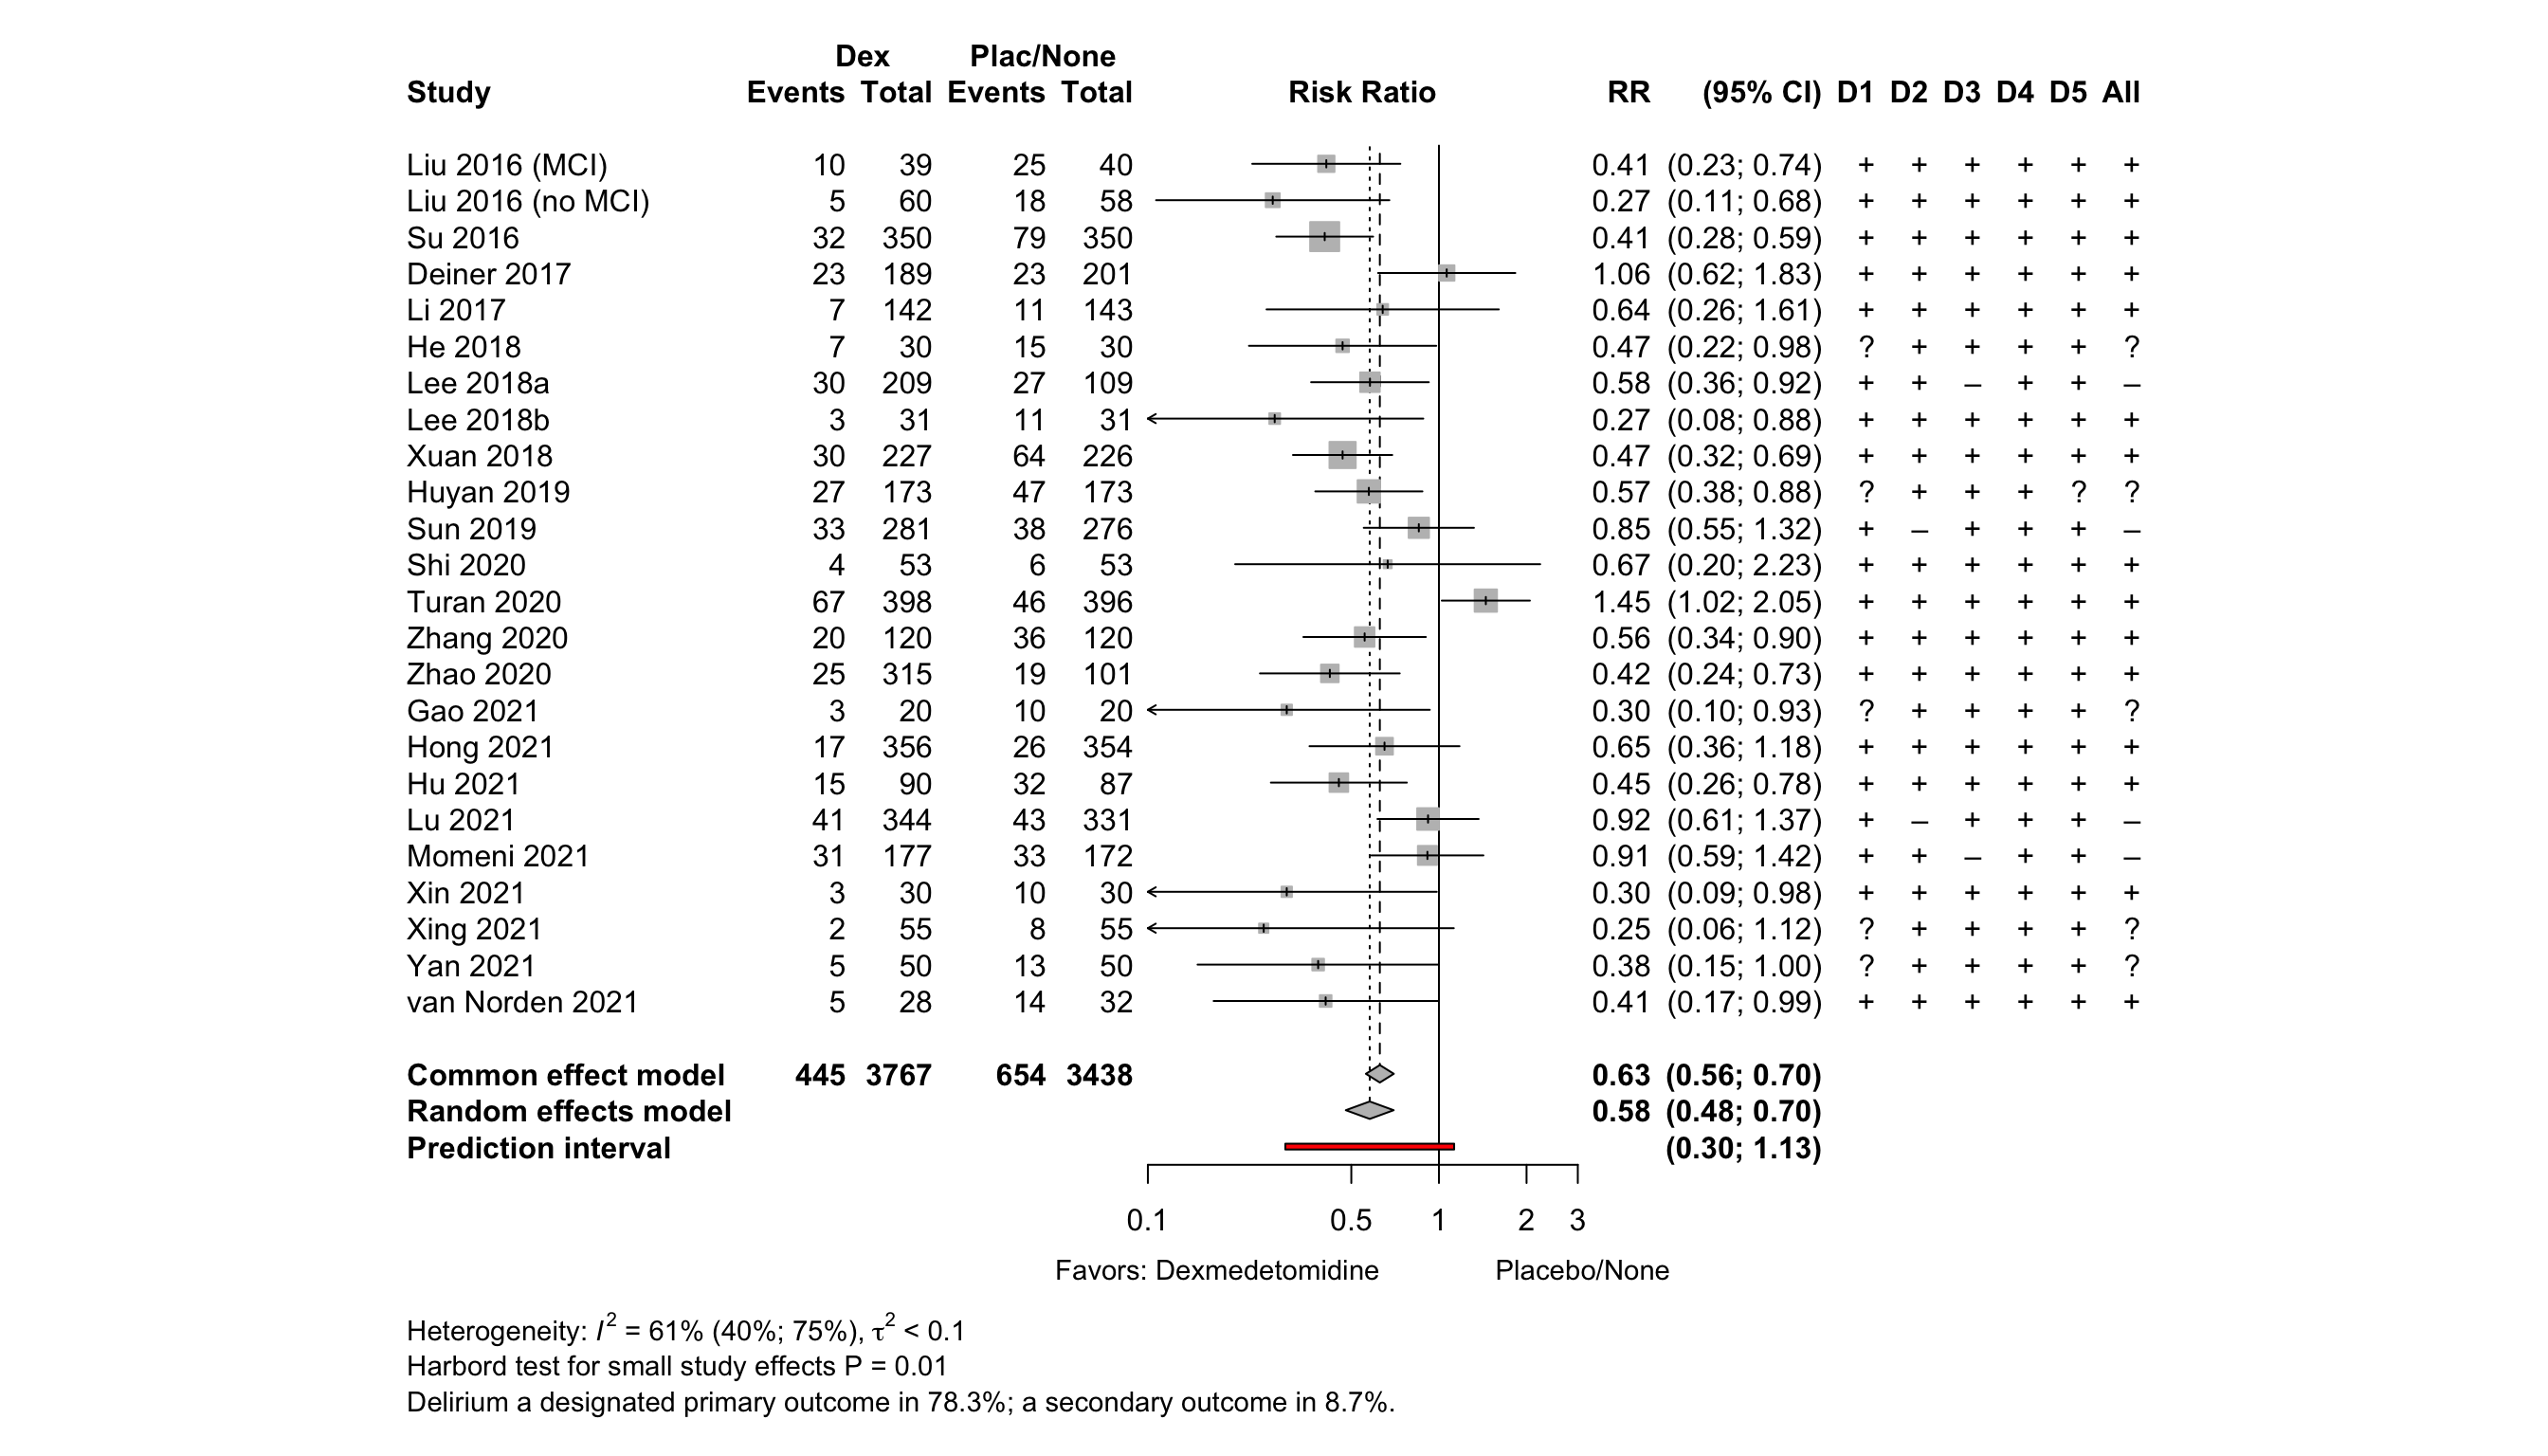 Dex Plac/None
Study Events Total Events Total Risk Ratio RR (95% CI) D1 D2 D3 D4 D5 All
Liu 2016 (MCI) 10 39 25 40 0.41 (0.23; 0.74) + + + + + +
Liu 2016 (no MCI) 5 60 18 58 0.27 (0.11; 0.68) + + + + + +
Su 2016 32 350 79 350 0.41 (0.28; 0.59) + + + + + +
Deiner 2017 23 189 23 201 1.06 (0.62; 1.83) + + + + + +
Li 2017 7 142 11 143 0.64 (0.26; 1.61) + + + + + +
He 2018 7 30 15 30 0.47 (0.22; 0.98) ? + + + + ?
Lee 2018a 30 209 27 109 0.58 (0.36; 0.92) + + – + + –
Lee 2018b 3 31 11 31 0.27 (0.08; 0.88) + + + + + +
Xuan 2018 30 227 64 226 0.47 (0.32; 0.69) + + + + + +
Huyan 2019 27 173 47 173 0.57 (0.38; 0.88) ? + + + ? ?
Sun 2019 33 281 38 276 0.85 (0.55; 1.32) + – + + + –
Shi 2020 4 53 6 53 0.67 (0.20; 2.23) + + + + + +
Turan 2020 67 398 46 396 1.45 (1.02; 2.05) + + + + + +
Zhang 2020 20 120 36 120 0.56 (0.34; 0.90) + + + + + +
Zhao 2020 25 315 19 101 0.42 (0.24; 0.73) + + + + + +
Gao 2021 3 20 10 20 0.30 (0.10; 0.93) ? + + + + ?
Hong 2021 17 356 26 354 0.65 (0.36; 1.18) + + + + + +
Hu 2021 15 90 32 87 0.45 (0.26; 0.78) + + + + + +
Lu 2021 41 344 43 331 0.92 (0.61; 1.37) + – + + + –
Momeni 2021 31 177 33 172 0.91 (0.59; 1.42) + + – + + –
Xin 2021 3 30 10 30 0.30 (0.09; 0.98) + + + + + +
Xing 2021 2 55 8 55 0.25 (0.06; 1.12) ? + + + + ?
Yan 2021 5 50 13 50 0.38 (0.15; 1.00) ? + + + + ?
van Norden 2021 5 28 14 32 0.41 (0.17; 0.99) + + + + + +
Common effect model 445 3767 654 3438 0.63 (0.56; 0.70)
Random effects model 0.58 (0.48; 0.70)
Prediction interval (0.30; 1.13)
0.1 0.5 1 2 3
Favors: Dexmedetomidine Placebo/None
Heterogeneity: I² = 61% (40%; 75%), τ² < 0.1
Harbord test for small study effects P = 0.01
Delirium a designated primary outcome in 78.3%; a secondary outcome in 8.7%.